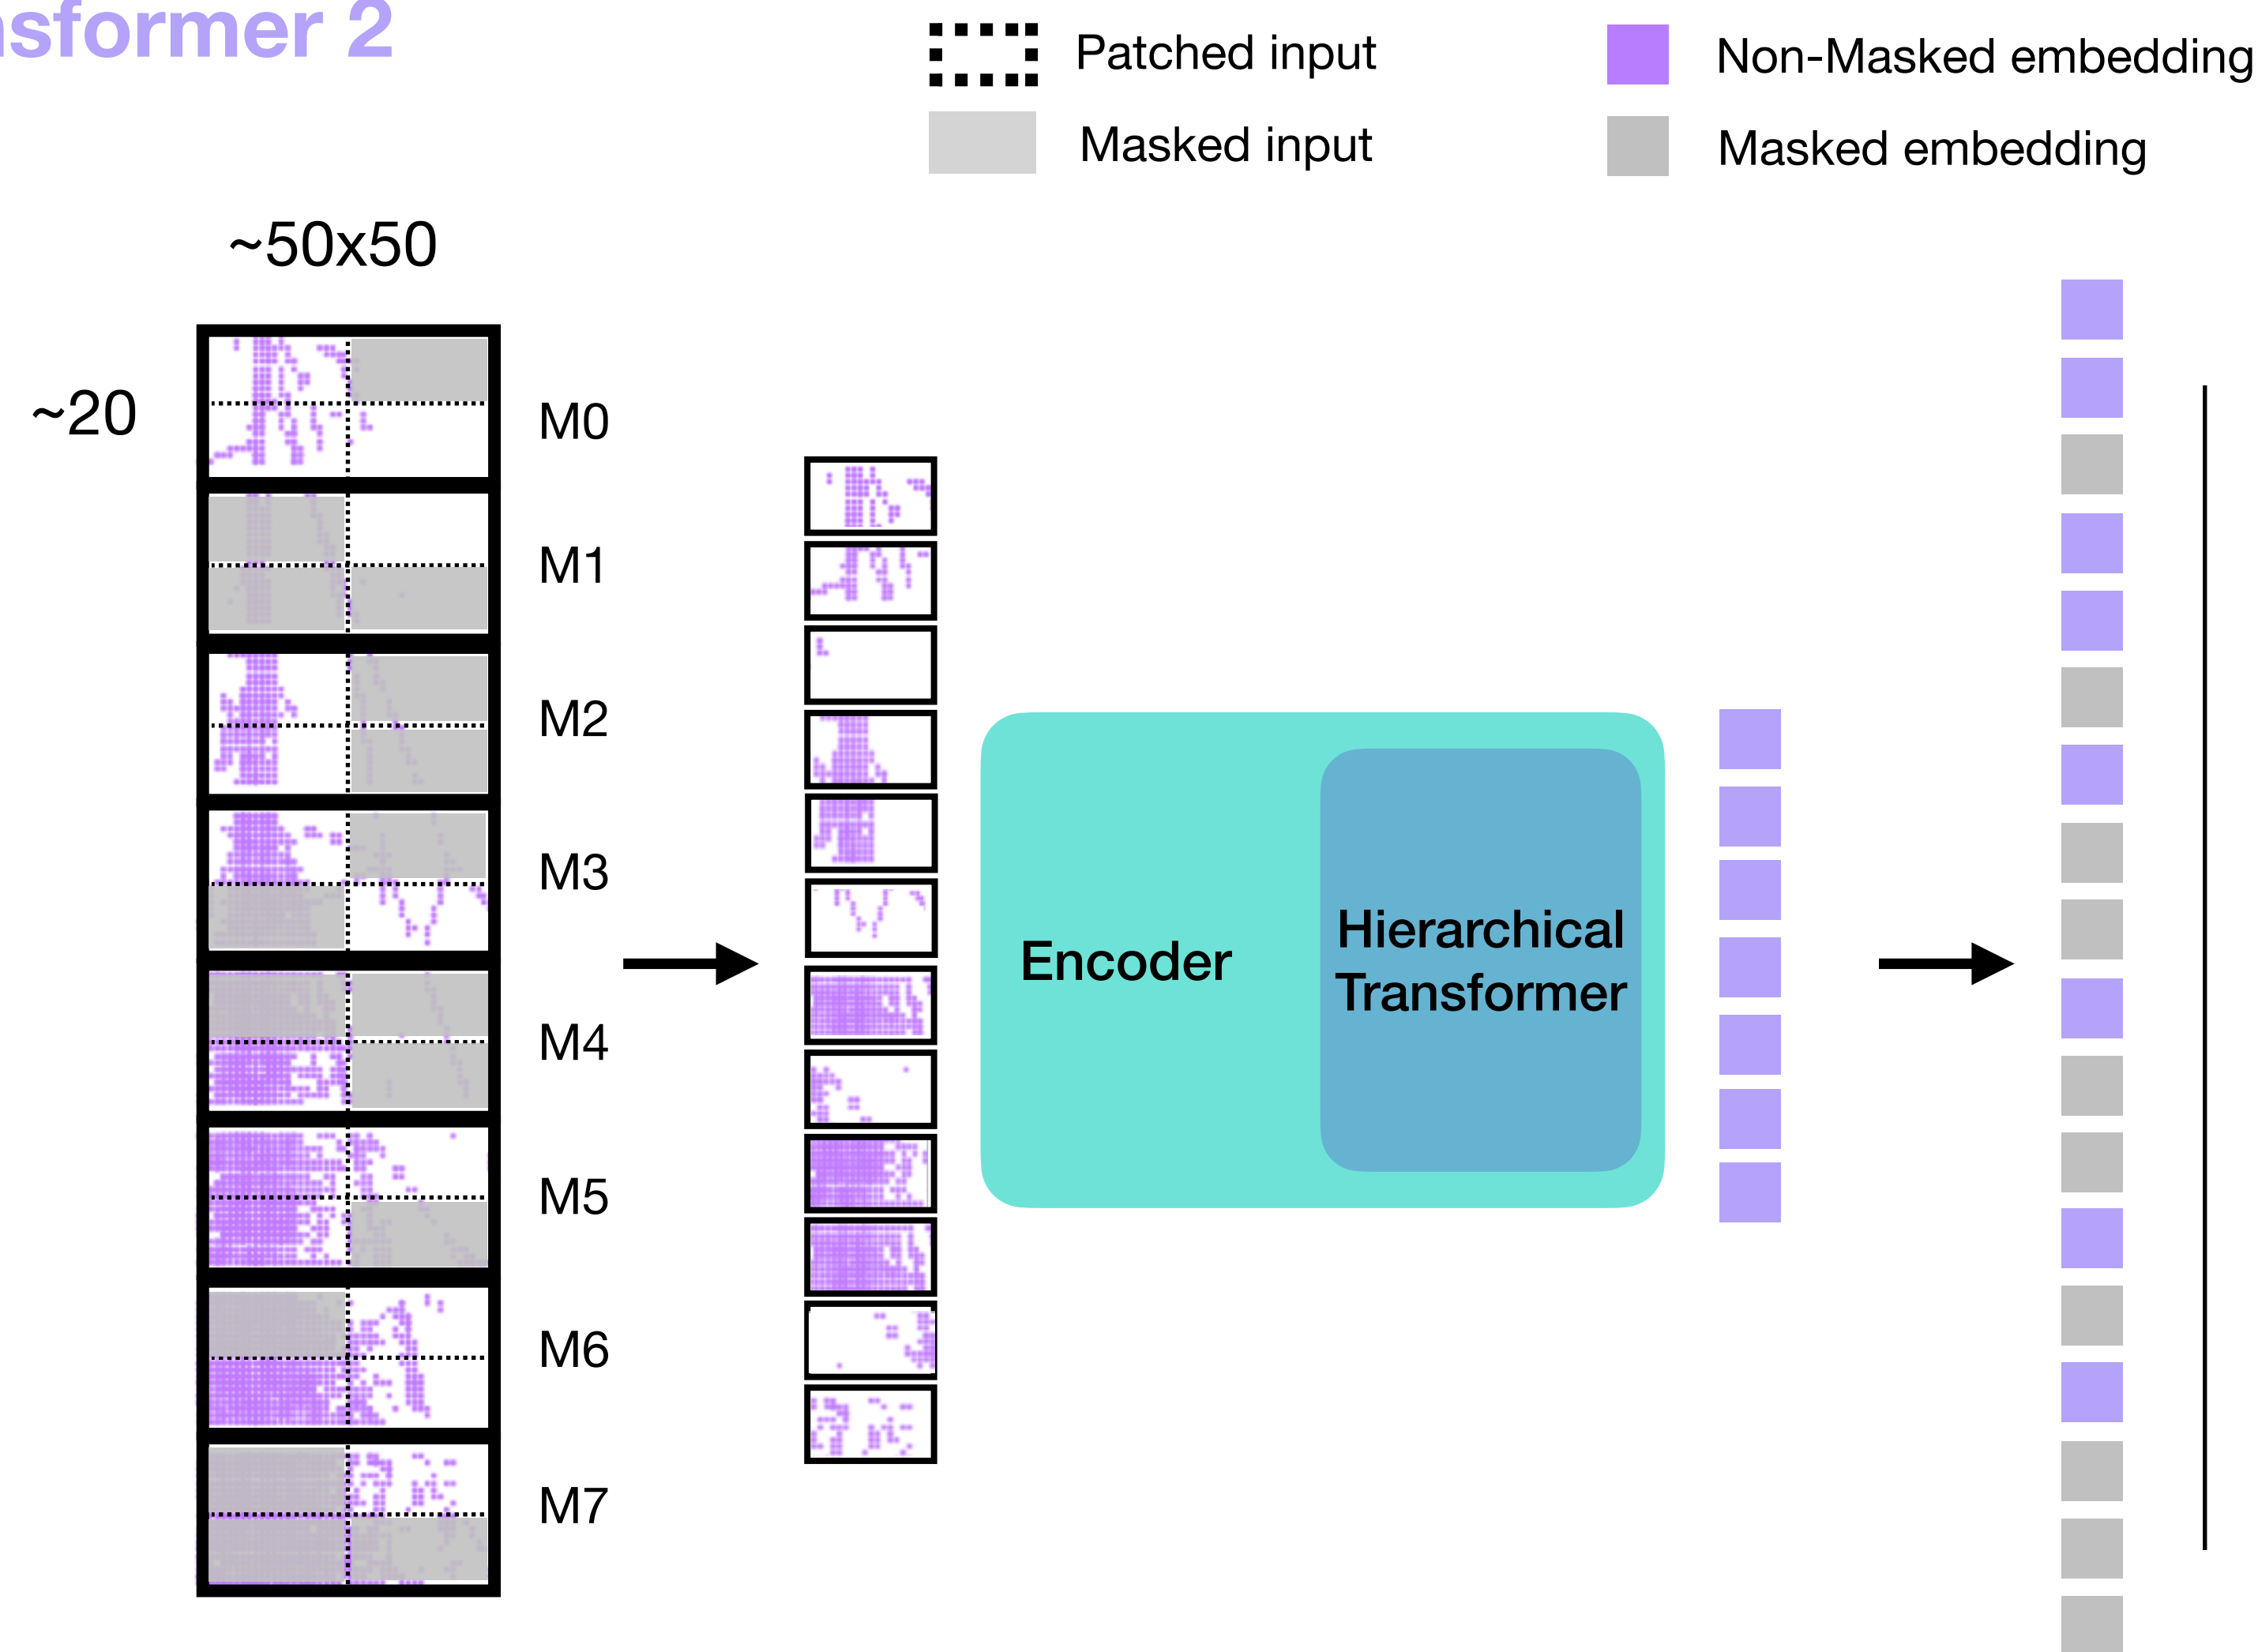 nsformer 2
Patched input
Non-Masked embedding
Masked input
Masked embedding
~50x50
~20
M0
M1
M2
M3
M4
M5
M6
M7
Encoder
Hierarchical
Transformer